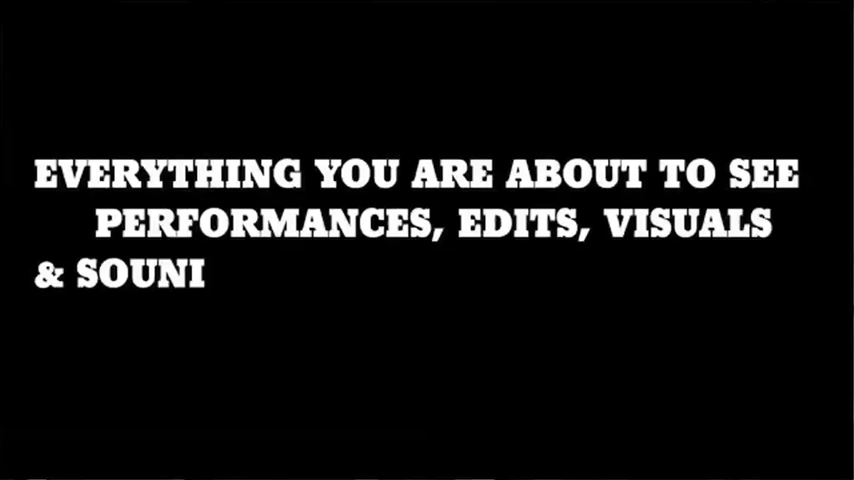 EVERYTHING YOU ARE ABOUT TO SEE
PERFORMANCES, EDITS, VISUALS
& SOUNI